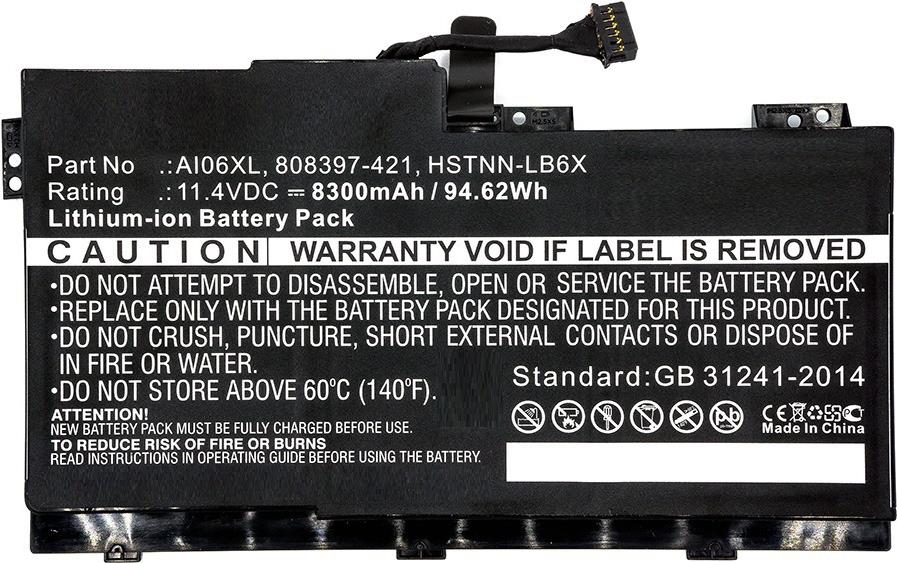 Part No .:AI06XL, 808397-421, HSTNN-LB6X
Rating .:11.4VDC ⎓ 8300mAh / 94.62Wh
Lithium-ion Battery Pack
CAUTION WARRANTY VOID IF LABEL IS REMOVED
•DO NOT ATTEMPT TO DISASSEMBLE, OPEN OR SERVICE THE BATTERY PACK.
•REPLACE ONLY WITH THE BATTERY PACK DESIGNATED FOR THIS PRODUCT.
•DO NOT CRUSH, PUNCTURE, SHORT EXTERNAL CONTACTS OR DISPOSE OF
IN FIRE OR WATER.
•DO NOT STORE ABOVE 60°C (140°F).
Standard:GB 31241-2014
ATTENTION!
NEW BATTERY PACK MUST BE FULLY CHARGED BEFORE USE.
TO REDUCE RISK OF FIRE OR BURNS
READ INSTRUCTIONS IN OPERATING GUIDE BEFORE USING THE BATTERY.
Pb CE
Made In China